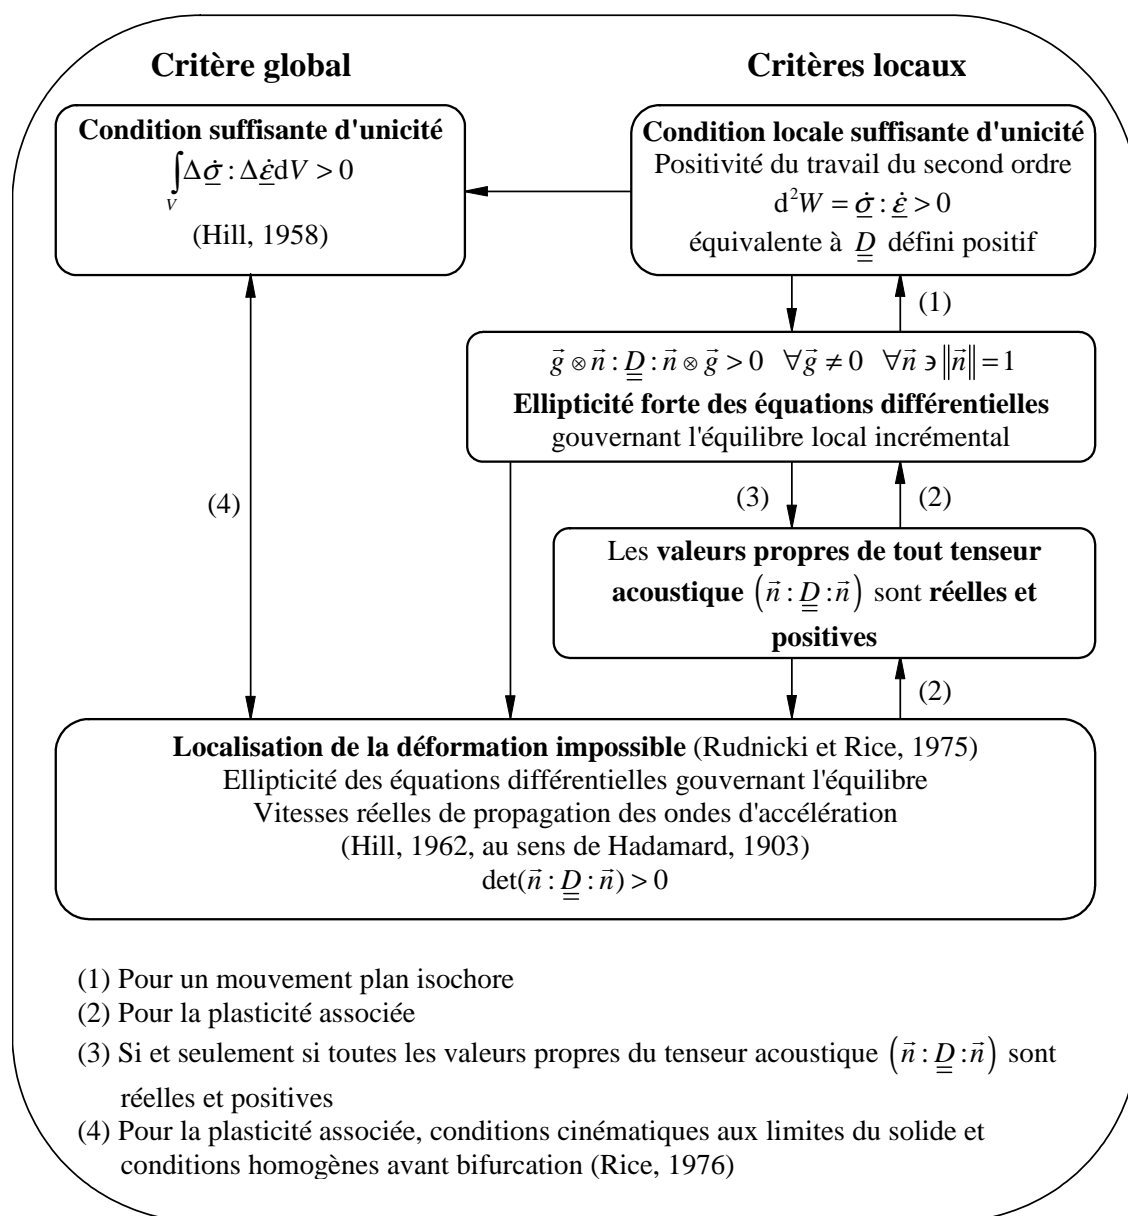 Critère global
Critères locaux
Condition suffisante d'unicité
∫_V Δσ̲̇ : Δε̲̇ dV > 0
(Hill, 1958)
Condition locale suffisante d'unicité
Positivité du travail du second ordre
d²W = σ̲̇ : ε̲̇ > 0
équivalente à D̳ défini positif
(1)
g⃗ ⊗ n⃗ : D̳ : n⃗ ⊗ g⃗ > 0 ∀g⃗ ≠ 0 ∀n⃗ ∍ ‖n⃗‖ = 1
Ellipticité forte des équations différentielles
gouvernant l'équilibre local incrémental
(4)
(3)
(2)
Les valeurs propres de tout tenseur
acoustique (n⃗ : D̳ : n⃗) sont réelles et
positives
(2)
Localisation de la déformation impossible (Rudnicki et Rice, 1975)
Ellipticité des équations différentielles gouvernant l'équilibre
Vitesses réelles de propagation des ondes d'accélération
(Hill, 1962, au sens de Hadamard, 1903)
det(n⃗ : D̳ : n⃗) > 0
(1) Pour un mouvement plan isochore
(2) Pour la plasticité associée
(3) Si et seulement si toutes les valeurs propres du tenseur acoustique (n⃗ : D̳ : n⃗) sont
réelles et positives
(4) Pour la plasticité associée, conditions cinématiques aux limites du solide et
conditions homogènes avant bifurcation (Rice, 1976)